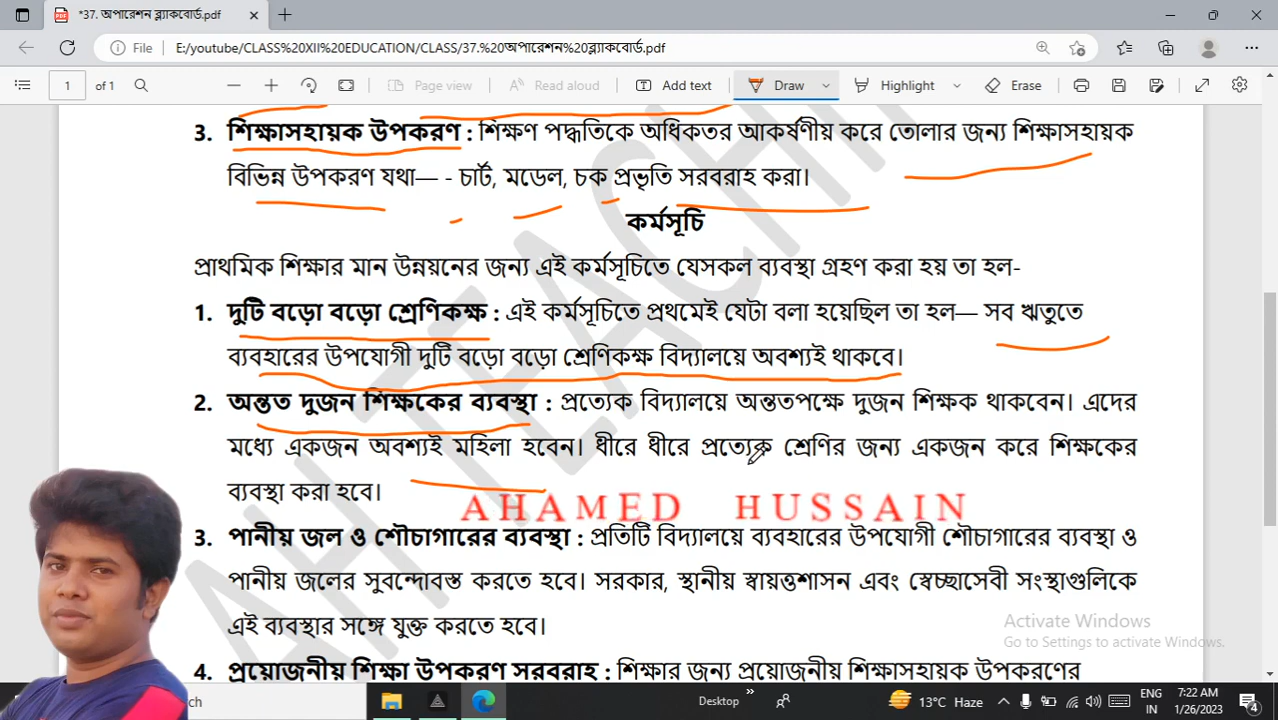 *37. অপারেশন ব্ল্যাকবোর্ড.pdf
File E:/youtube/CLASS%20XII%20EDUCATION/CLASS/37.%20অপারেশন%20ব্ল্যাকবোর্ড.pdf
1 of 1 Page view Read aloud Add text Draw Highlight Erase
3. শিক্ষাসহায়ক উপকরণ : শিক্ষণ পদ্ধতিকে অধিকতর আকর্ষণীয় করে তোলার জন্য শিক্ষাসহায়ক
বিভিন্ন উপকরণ যথা— - চার্ট, মডেল, চক প্রভৃতি সরবরাহ করা।
কর্মসূচি
প্রাথমিক শিক্ষার মান উন্নয়নের জন্য এই কর্মসূচিতে যেসকল ব্যবস্থা গ্রহণ করা হয় তা হল-
1. দুটি বড়ো বড়ো শ্রেণিকক্ষ : এই কর্মসূচিতে প্রথমেই যেটা বলা হয়েছিল তা হল— সব ঋতুতে
ব্যবহারের উপযোগী দুটি বড়ো বড়ো শ্রেণিকক্ষ বিদ্যালয়ে অবশ্যই থাকবে।
2. অন্তত দুজন শিক্ষকের ব্যবস্থা : প্রত্যেক বিদ্যালয়ে অন্ততপক্ষে দুজন শিক্ষক থাকবেন। এদের
মধ্যে একজন অবশ্যই মহিলা হবেন। ধীরে ধীরে প্রত্যেক শ্রেণির জন্য একজন করে শিক্ষকের
ব্যবস্থা করা হবে।
AHAMED HUSSAIN
3. পানীয় জল ও শৌচাগারের ব্যবস্থা : প্রতিটি বিদ্যালয়ে ব্যবহারের উপযোগী শৌচাগারের ব্যবস্থা ও
পানীয় জলের সুবন্দোবস্ত করতে হবে। সরকার, স্থানীয় স্বায়ত্তশাসন এবং স্বেচ্ছাসেবী সংস্থাগুলিকে
এই ব্যবস্থার সঙ্গে যুক্ত করতে হবে।
Activate Windows
Go to Settings to activate Windows.
4. প্রয়োজনীয় শিক্ষা উপকরণ সরবরাহ : শিক্ষার জন্য প্রয়োজনীয় শিক্ষাসহায়ক উপকরণের
Desktop 13°C Haze ENG IN 7:22 AM 1/26/2023